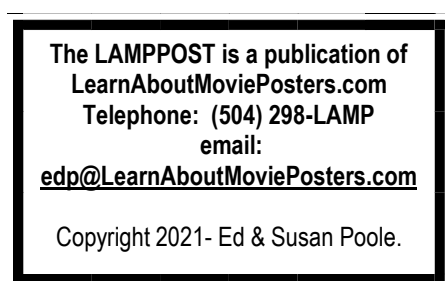 The LAMPPOST is a publication of
LearnAboutMoviePosters.com
Telephone:  (504) 298-LAMP
email:
edp@LearnAboutMoviePosters.com
Copyright 2021- Ed & Susan Poole.